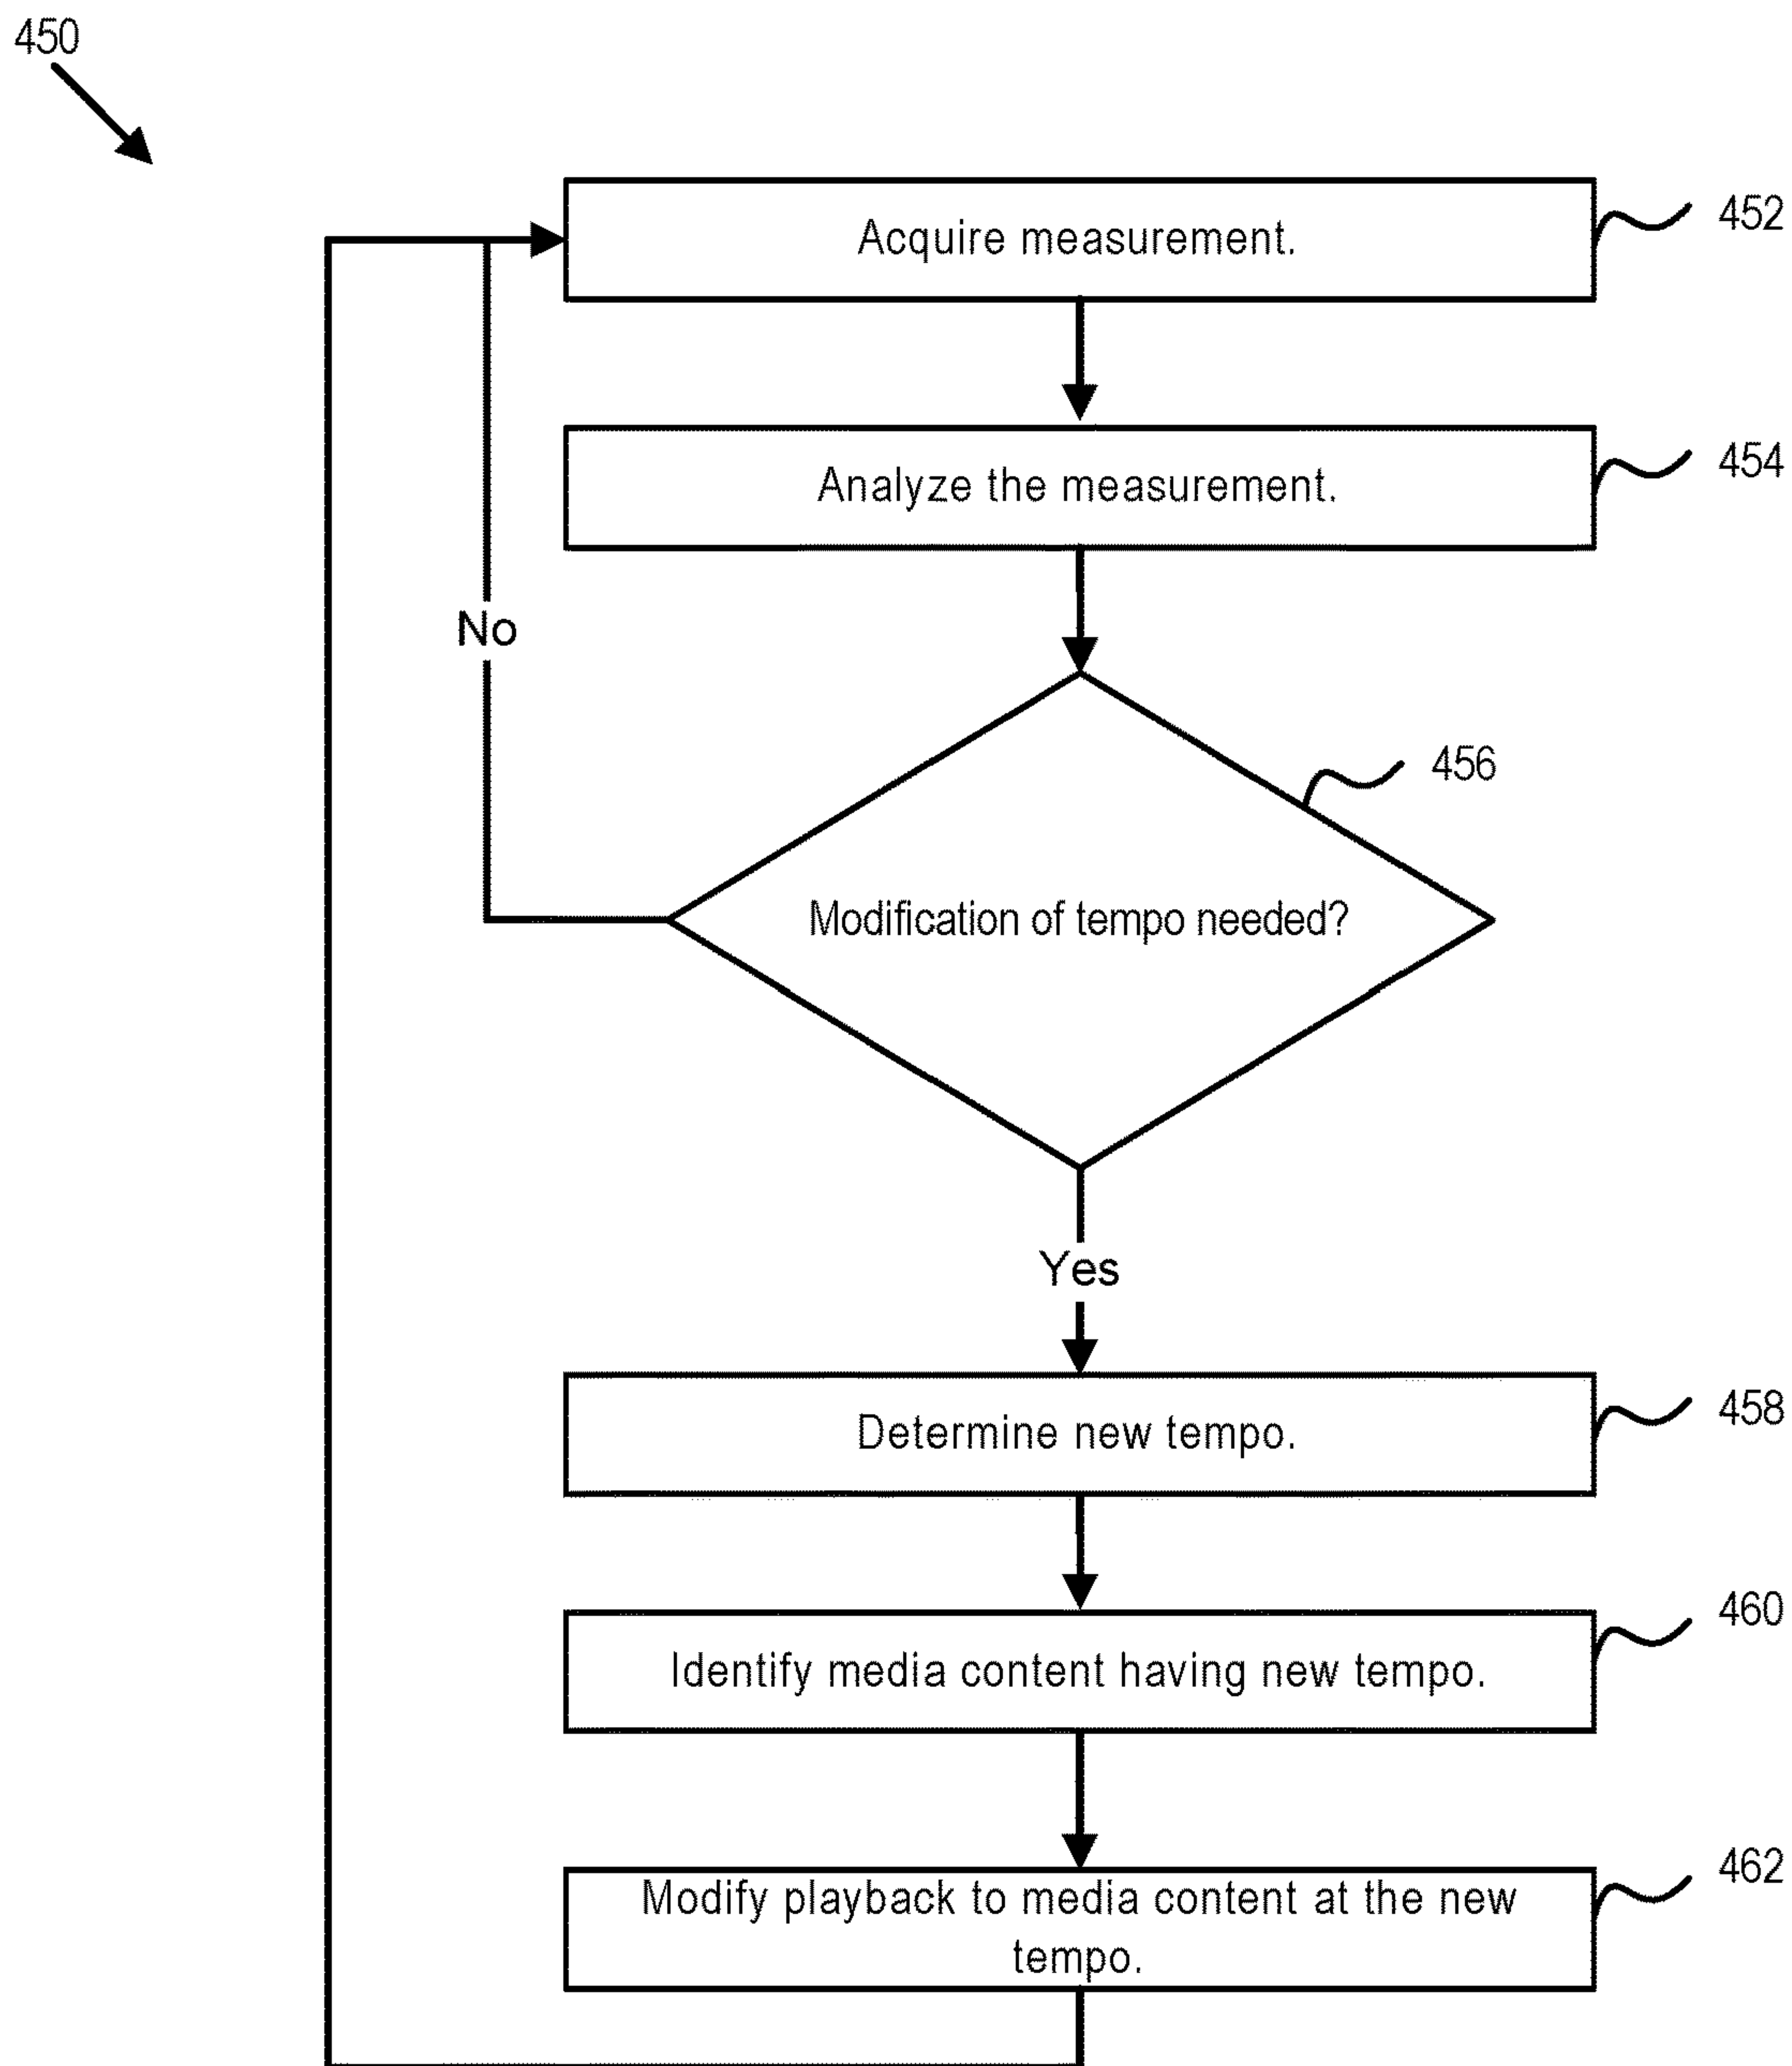 450
Acquire measurement.
452
Analyze the measurement.
454
No
456
Modification of tempo needed?
Yes
Determine new tempo.
458
Identify media content having new tempo.
460
Modify playback to media content at the new
tempo.
462